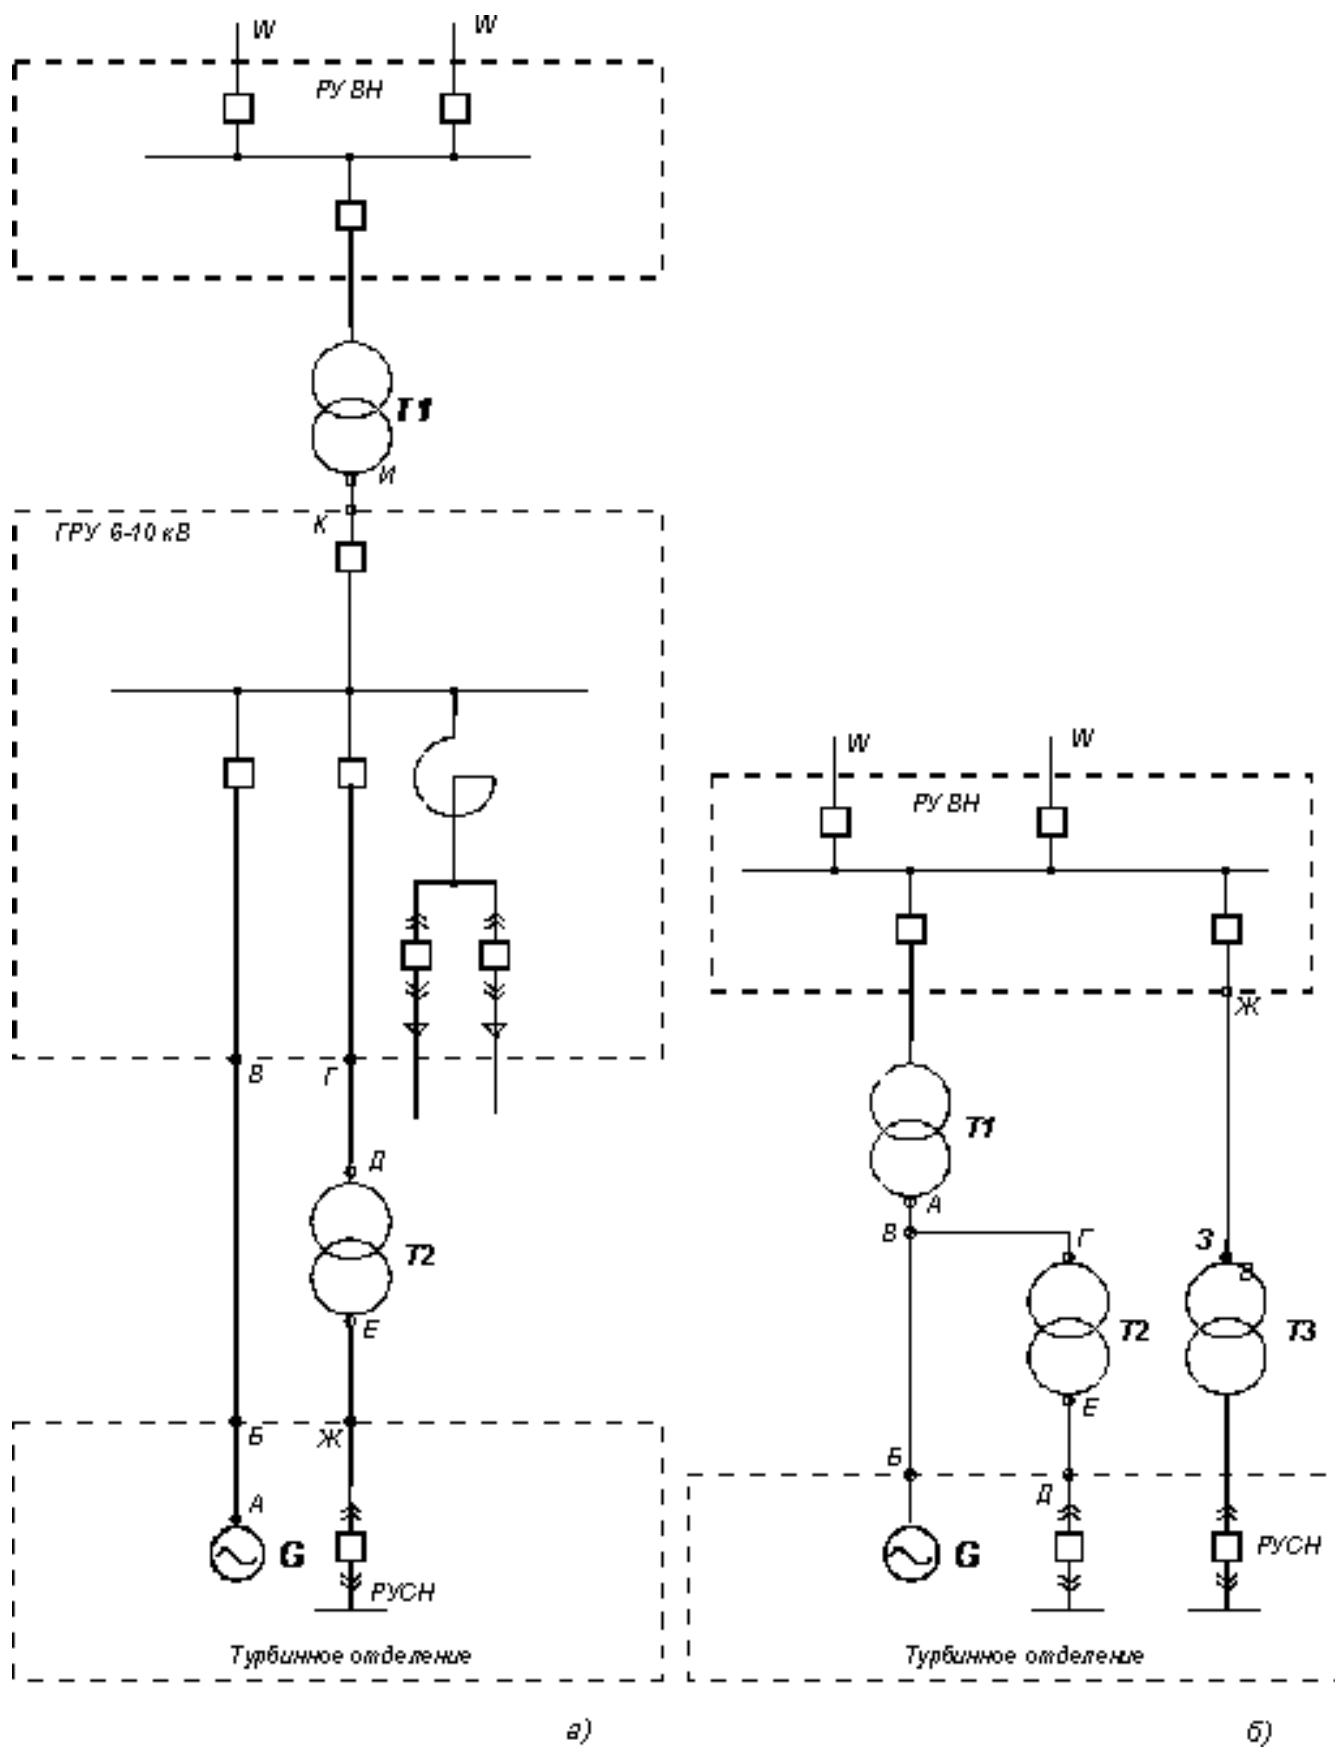 W
W
РУ ВН
Т1
И
К
ГРУ 6-10 кВ
В
Г
Д
Т2
Е
Б
Ж
А
G
РУСН
Турбинное отделение
а)
W
W
РУ ВН
Ж
Т1
А
В
Г
З
В
Т2
Т3
Е
Б
Д
G
РУСН
Турбинное отделение
б)